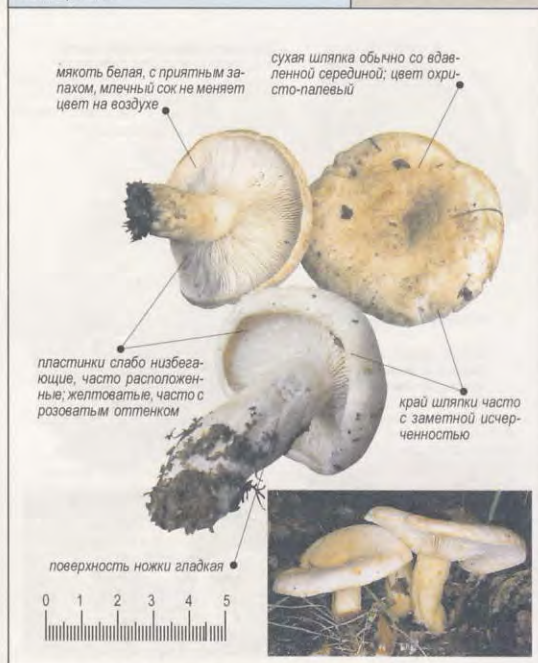 мякоть белая, с приятным за-
пахом, млечный сок не меняет
цвет на воздухе
сухая шляпка обычно со вдав-
ленной серединой; цвет охри-
сто-палевый
пластинки слабо низбега-
ющие, часто расположен-
ные; желтоватые, часто с
розоватым оттенком
край шляпки часто
с заметной исчер-
ченностью
поверхность ножки гладкая
0 1 2 3 4 5